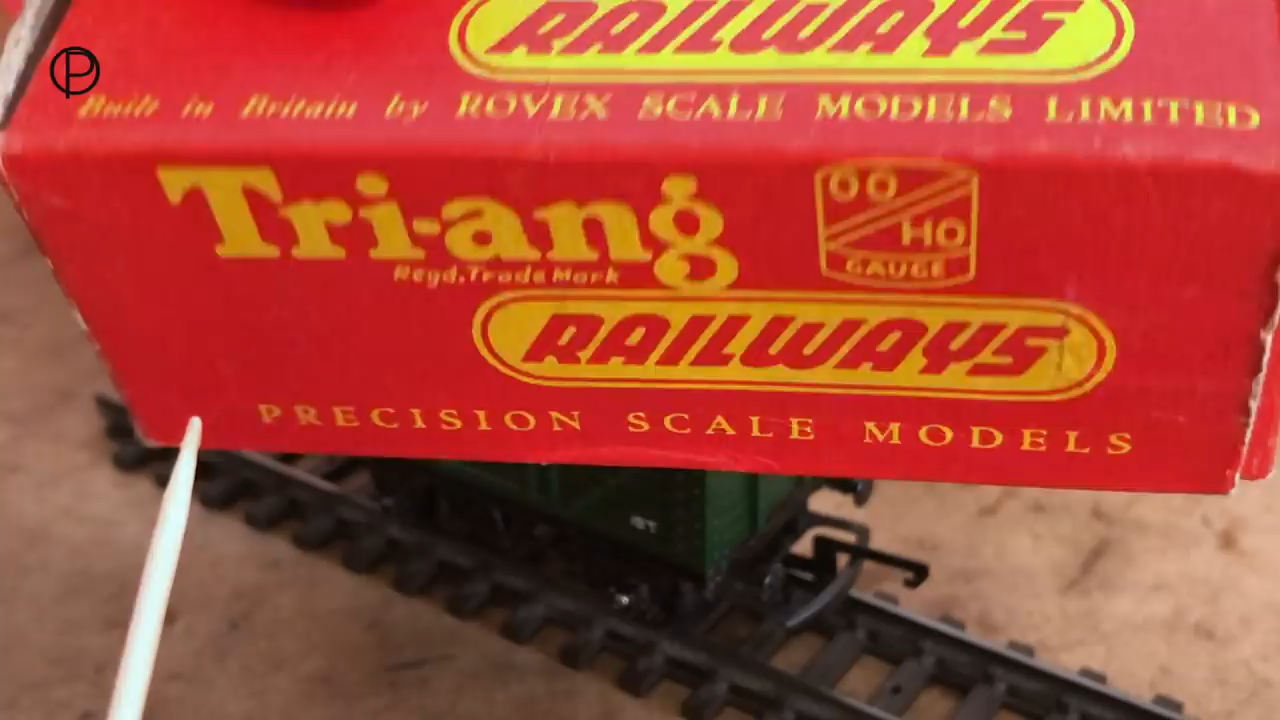 RAILWAYS
P
Built in Britain by ROVEX SCALE MODELS LIMITED
Tri-ang
Regd. Trade Mark
OO
HO
GAUGE
RAILWAYS
PRECISION SCALE MODELS